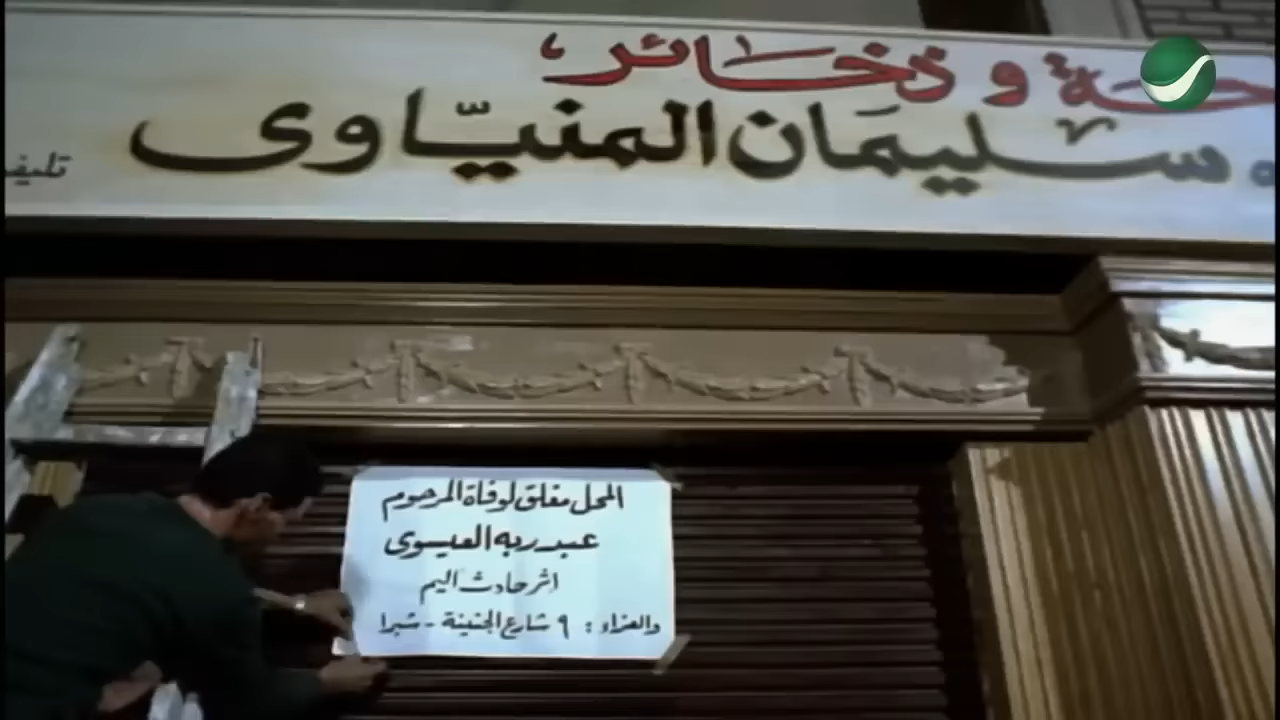 حة و ذخائر،
سليمان المنياوى
تليف
المحل مغلق لوفاة المرحوم
عبد ربه العيسوى
اثر حادث اليم
والعزاء : ٩ شارع الجنينة - شبرا